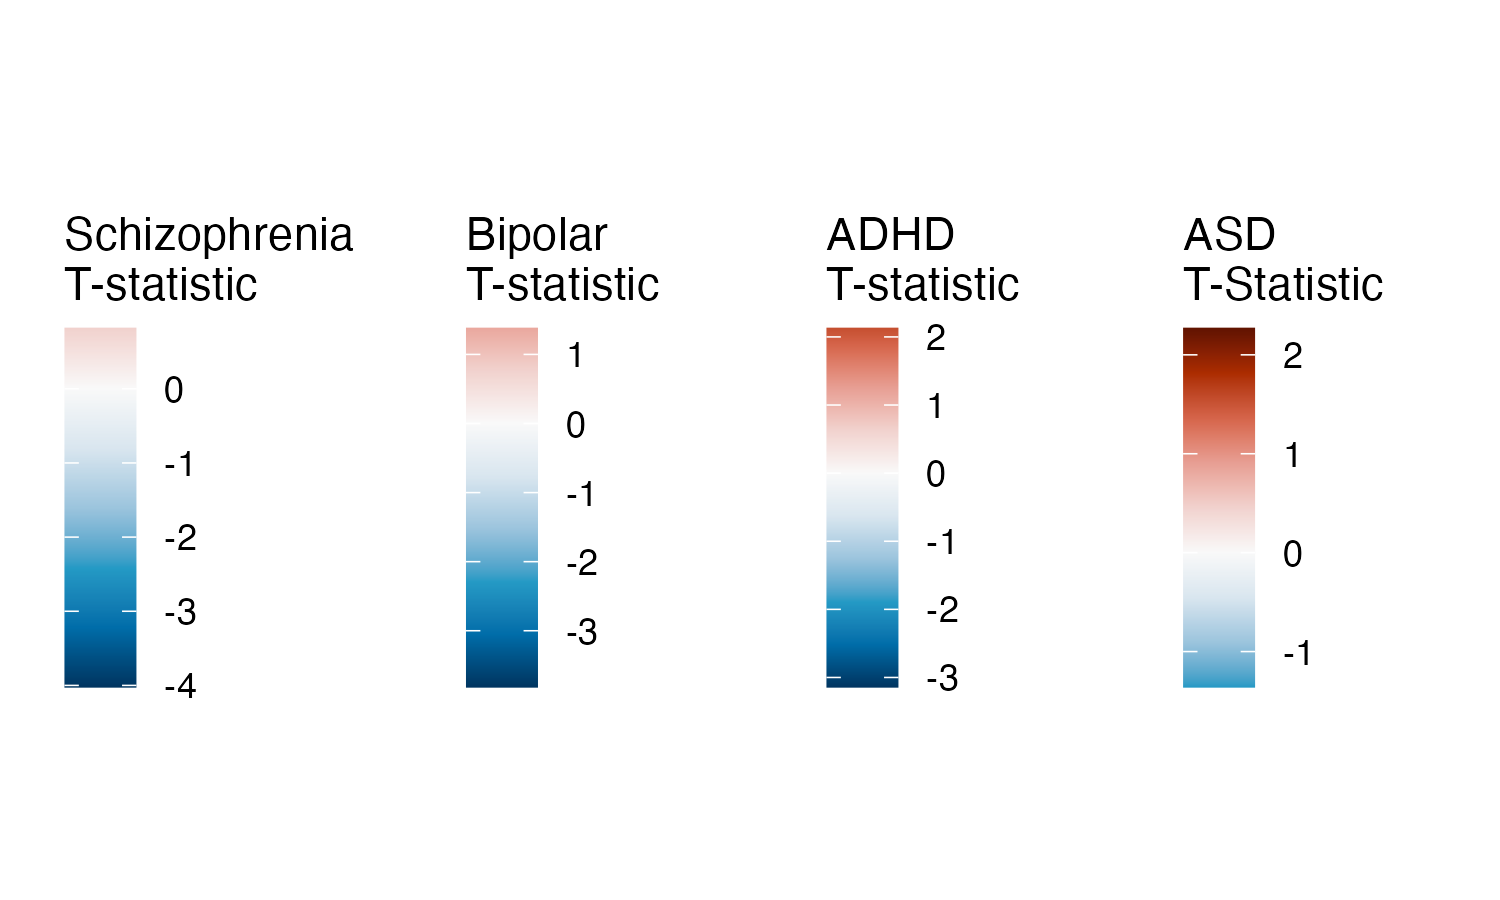 Schizophrenia
T-statistic
0
-1
-2
-3
-4
Bipolar
T-statistic
1
0
-1
-2
-3
ADHD
T-statistic
2
1
0
-1
-2
-3
ASD
T-Statistic
2
1
0
-1